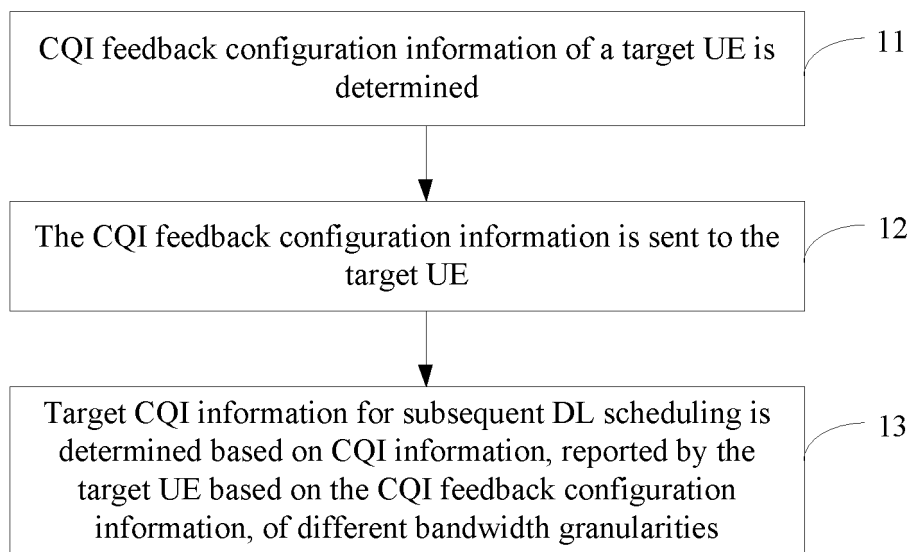 CQI feedback configuration information of a target UE is
determined
11
The CQI feedback configuration information is sent to the
target UE
12
Target CQI information for subsequent DL scheduling is
determined based on CQI information, reported by the
target UE based on the CQI feedback configuration
information, of different bandwidth granularities
13